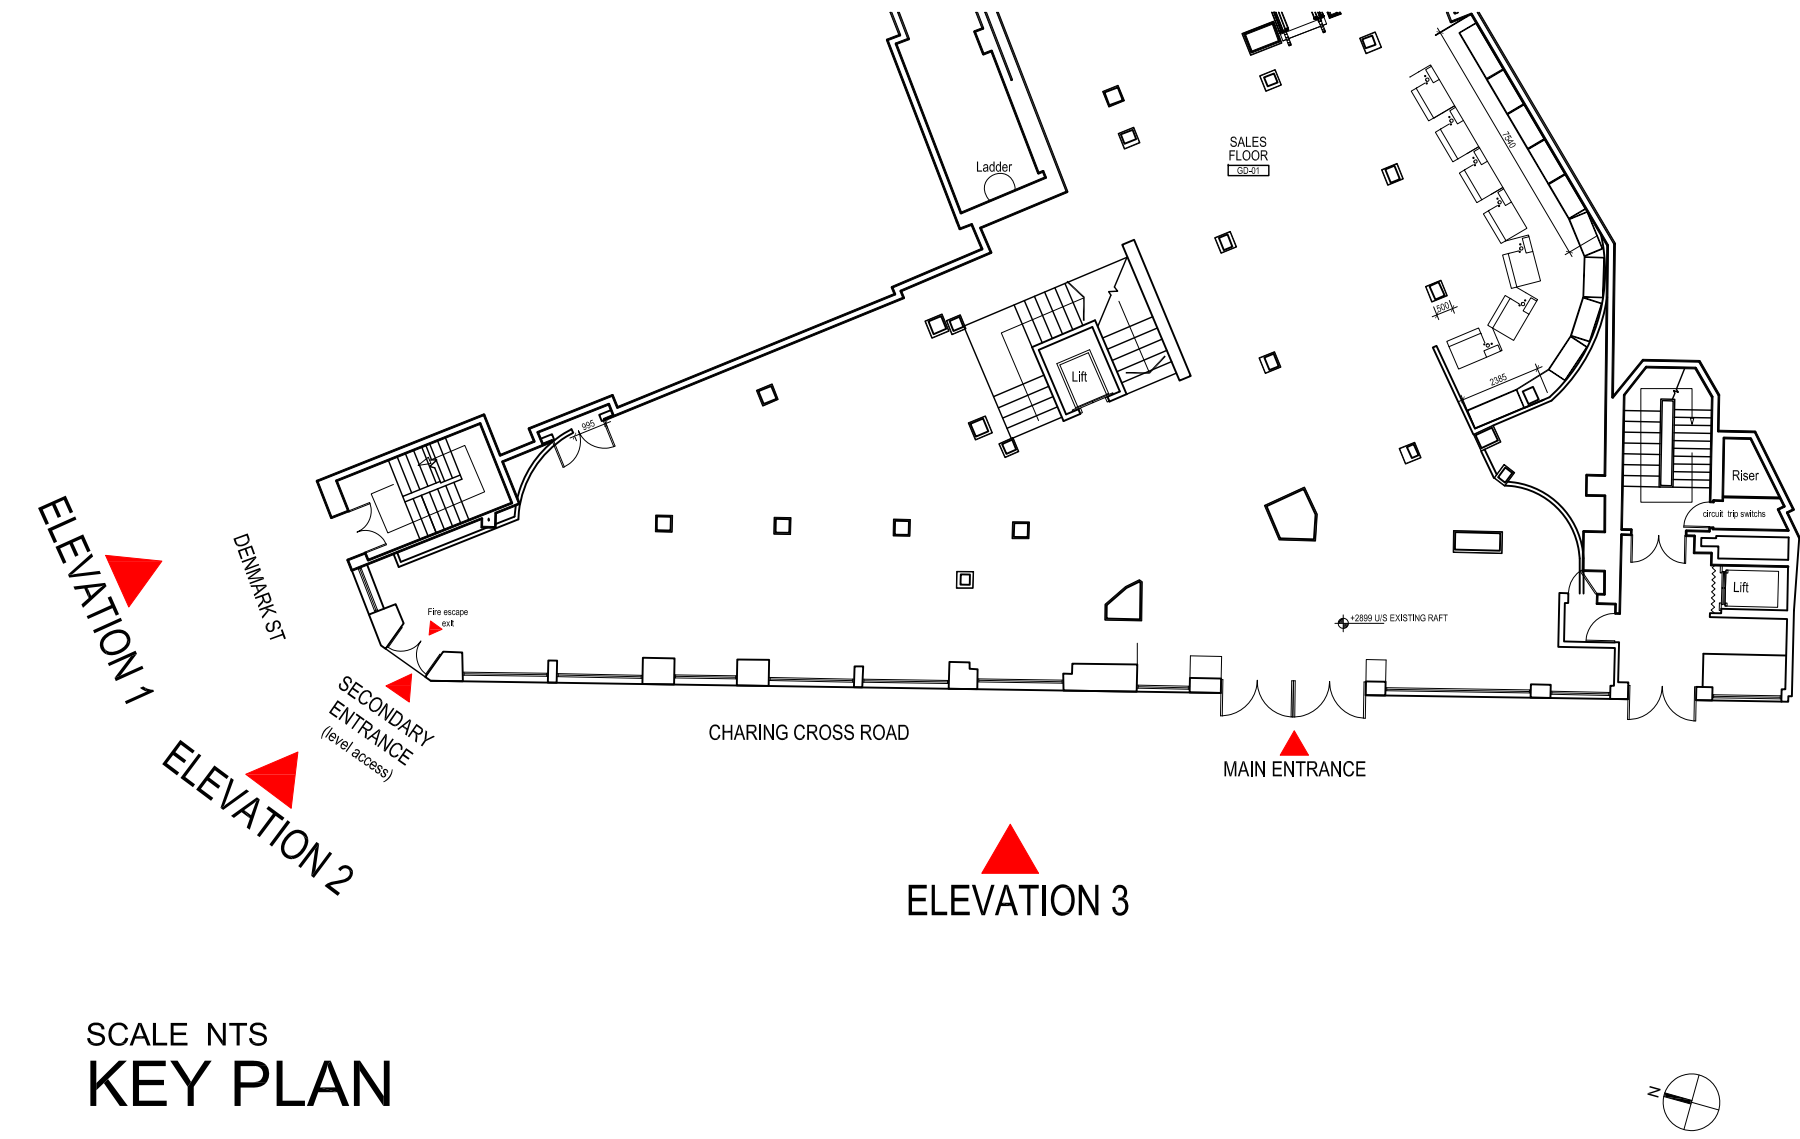 Ladder
SALES
FLOOR
GD-01
7540
500
2385
Lift
995
Riser
circuit trip switchs
Lift
ELEVATION 1
DENMARK ST
Fire escape
exit
+2899 U/S EXISTING RAFT
SECONDARY
ENTRANCE
(level access)
CHARING CROSS ROAD
MAIN ENTRANCE
ELEVATION 2
ELEVATION 3
SCALE NTS
KEY PLAN
N